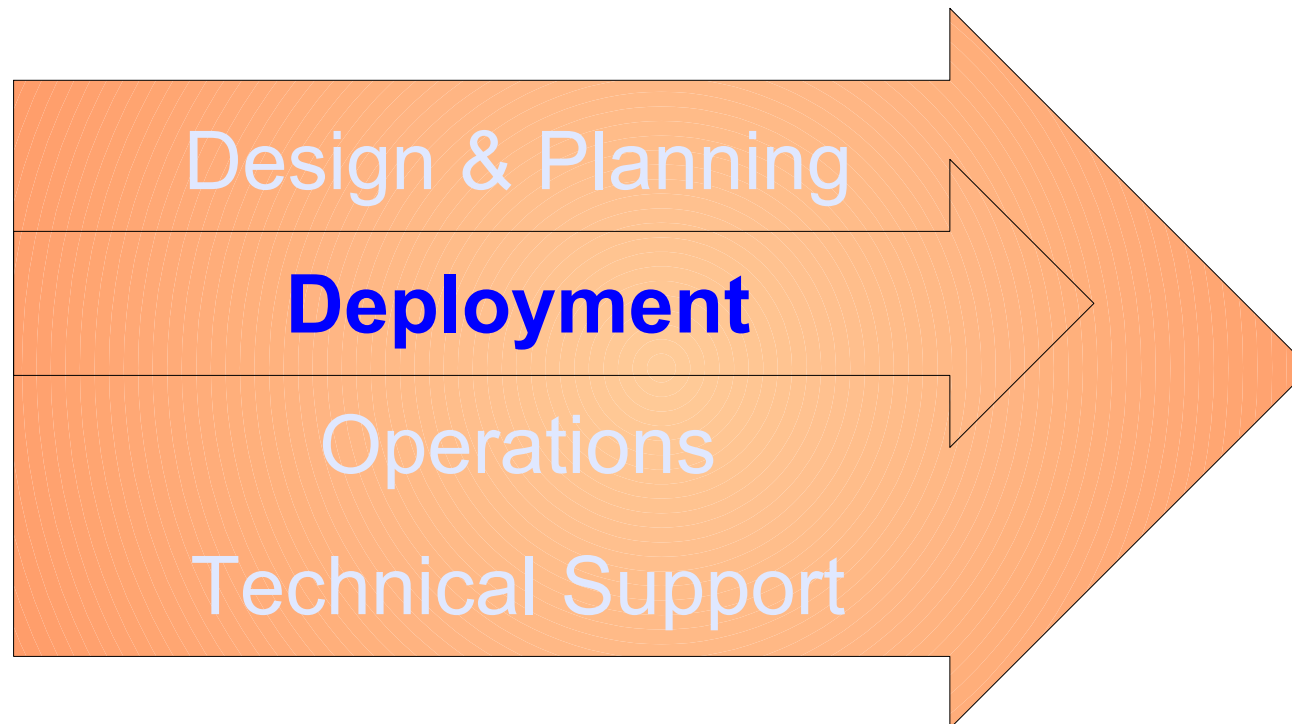 Design & Planning
Deployment
Operations
Technical Support